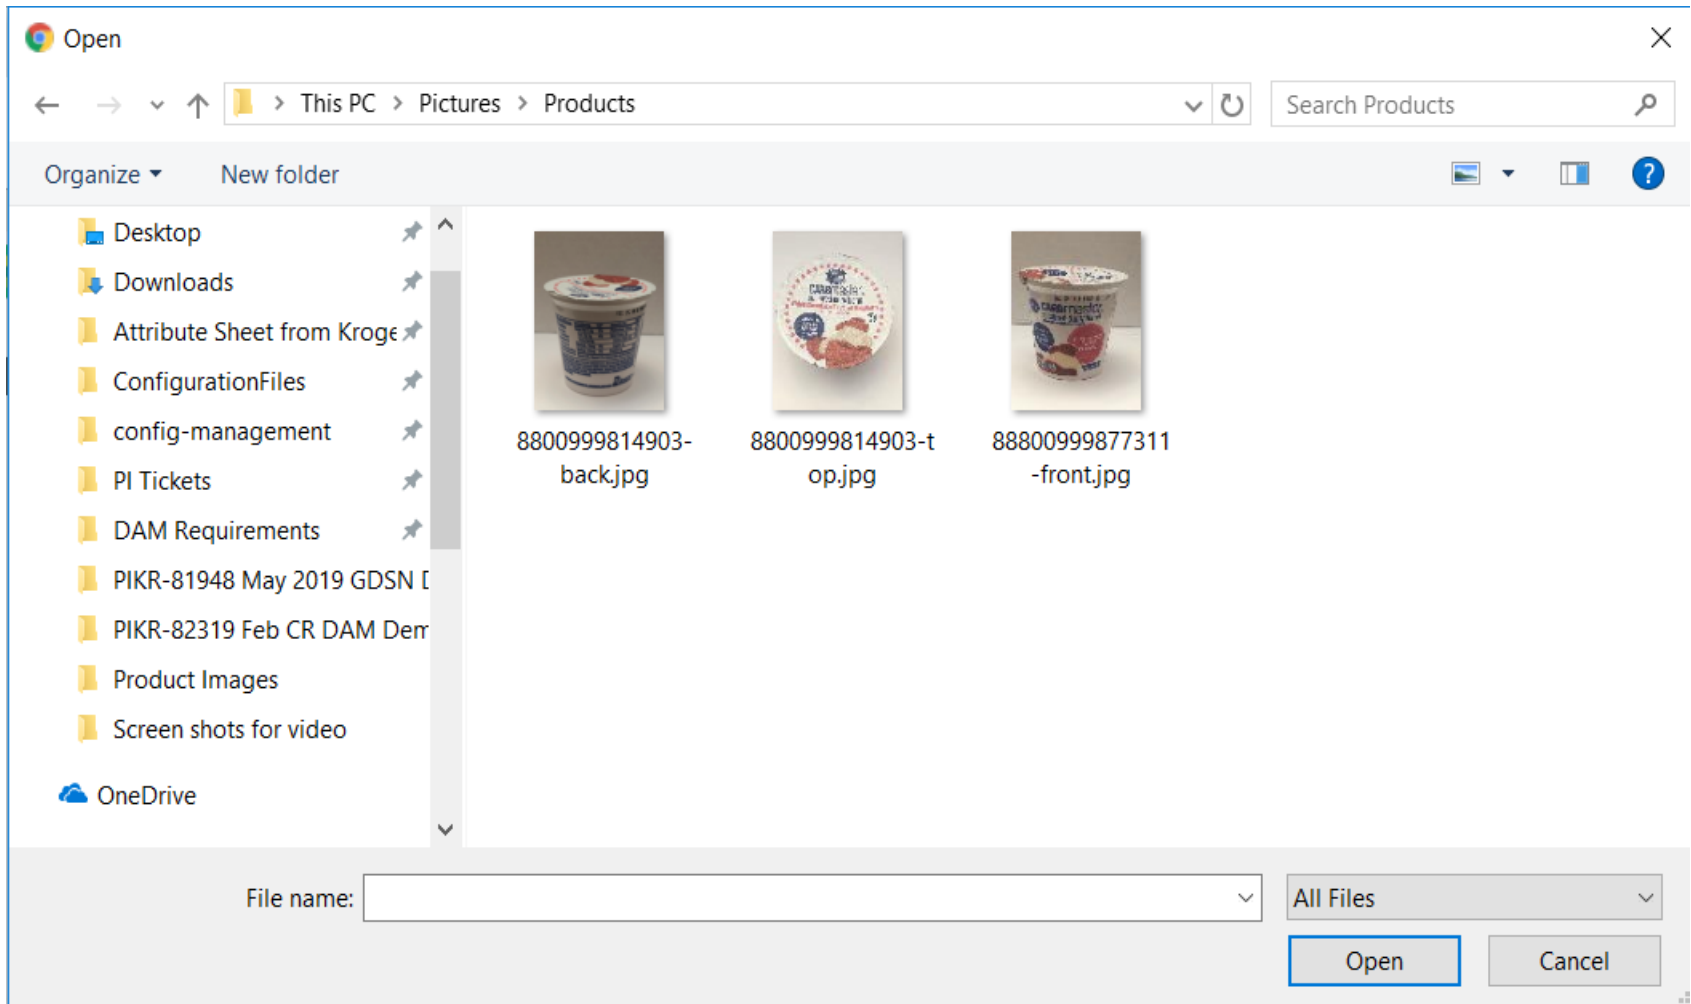 Open
This PC > Pictures > Products
Search Products
Organize
New folder
?
Desktop
Downloads
Attribute Sheet from Kroge
ConfigurationFiles
config-management
PI Tickets
DAM Requirements
PIKR-81948 May 2019 GDSN D
PIKR-82319 Feb CR DAM Dem
Product Images
Screen shots for video
OneDrive
8800999814903-
back.jpg
8800999814903-t
op.jpg
88800999877311
-front.jpg
File name:
All Files
Open
Cancel